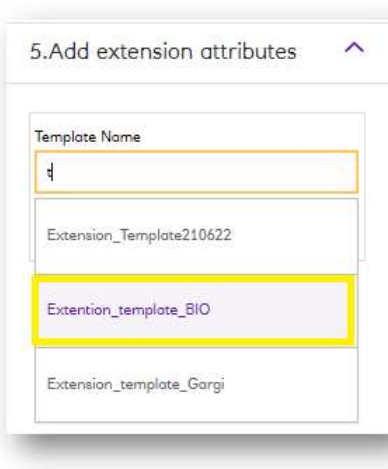 5.Add extension attributes
Template Name
t
Extension_Template210622
Extention_template_BIO
Extension_template_Gargi